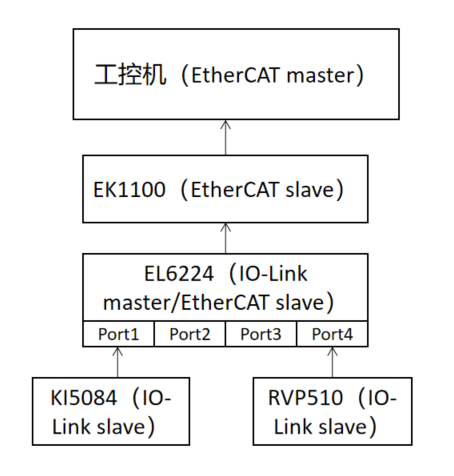 工控机（EtherCAT master）
EK1100（EtherCAT slave）
EL6224（IO-Link
master/EtherCAT slave）
Port1 Port2 Port3 Port4
KI5084（IO-
Link slave）
RVP510（IO-
Link slave）